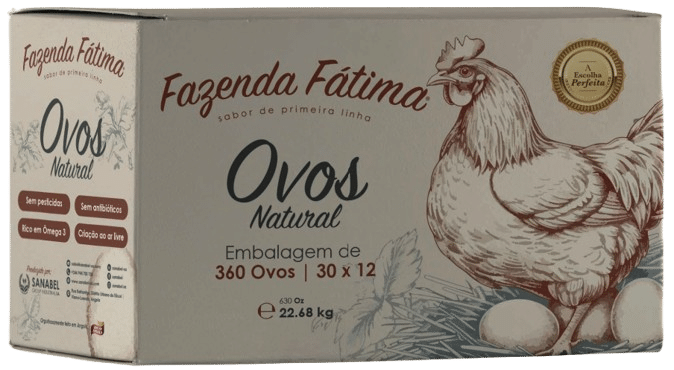 Fazenda Fátima
sabor de primeira linha
Ovos
Natural
Sem pesticidas
Sem antibióticos
Rico em Ômega 3
Criação ao ar livre
SANABEL
Fazenda Fátima
sabor de primeira linha
Ovos
Natural
Embalagem de
360 Ovos | 30 x 12
630 Oz
℮ 22.68 kg
A
Escolha
Perfeita